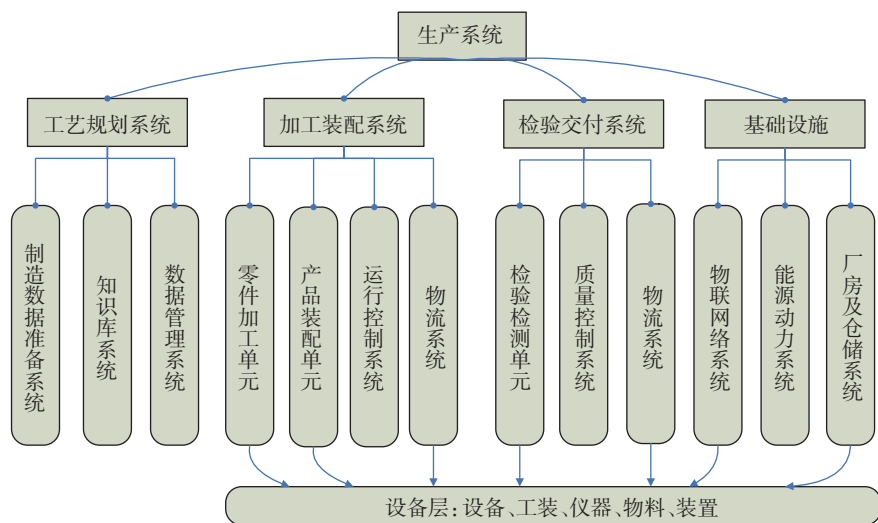 生产系统
工艺规划系统
加工装配系统
检验交付系统
基础设施
制造数据准备系统
知识库系统
数据管理系统
零件加工单元
产品装配单元
运行控制系统
物流系统
检验检测单元
质量控制系统
物流系统
物联网络系统
能源动力系统
厂房及仓储系统
设备层:设备、工装、仪器、物料、装置